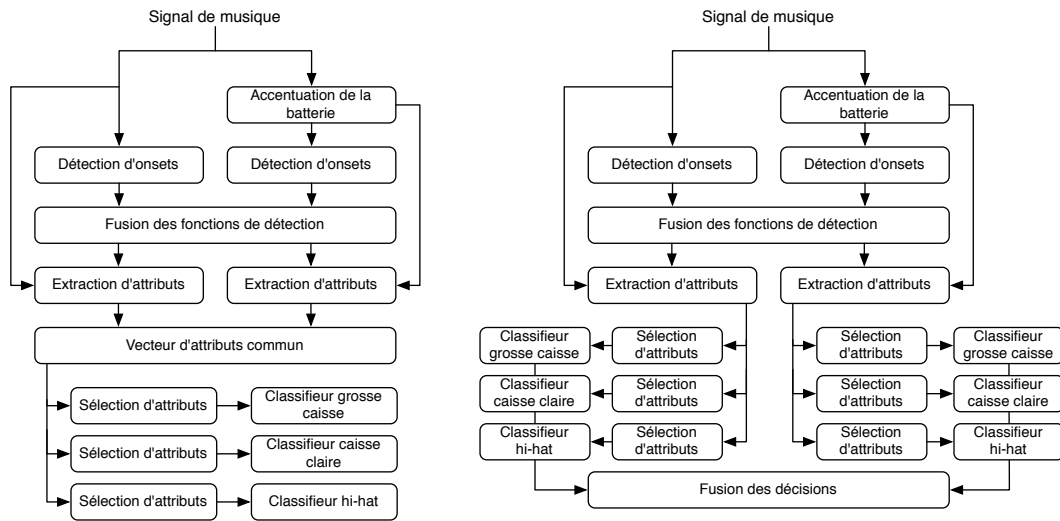 Signal de musique
Accentuation de la
batterie
Détection d'onsets
Détection d'onsets
Fusion des fonctions de détection
Extraction d'attributs
Extraction d'attributs
Vecteur d'attributs commun
Sélection d'attributs
Classifieur grosse
caisse
Sélection d'attributs
Classifieur caisse
claire
Sélection d'attributs
Classifieur hi-hat
Signal de musique
Accentuation de la
batterie
Détection d'onsets
Détection d'onsets
Fusion des fonctions de détection
Extraction d'attributs
Extraction d'attributs
Classifieur
grosse caisse
Sélection
d'attributs
Sélection
d'attributs
Classifieur
grosse caisse
Classifieur
caisse claire
Sélection
d'attributs
Sélection
d'attributs
Classifieur
caisse claire
Classifieur
hi-hat
Sélection
d'attributs
Sélection
d'attributs
Classifieur
hi-hat
Fusion des décisions